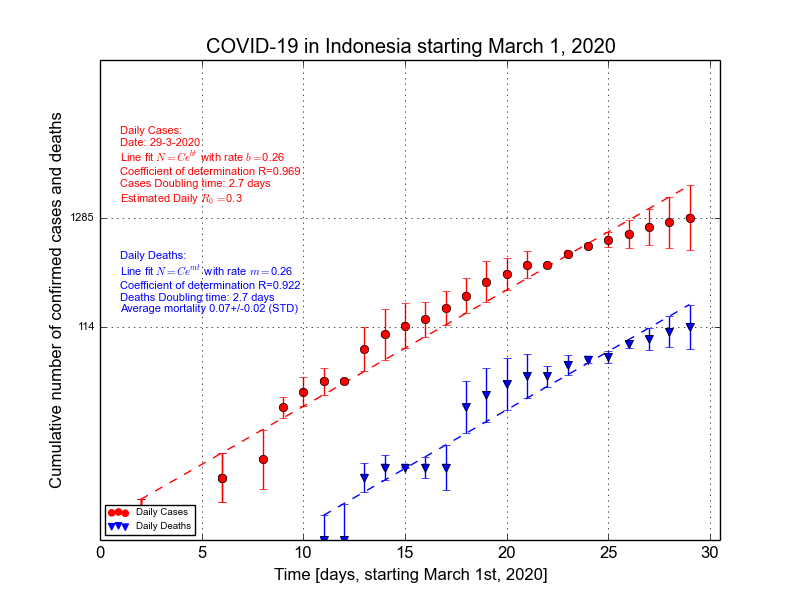 COVID-19 in Indonesia starting March 1, 2020
Cumulative number of confirmed cases and deaths
Daily Cases:
Date: 29-3-2020
Line fit N=Ce^{bt} with rate b=0.26
Coefficient of determination R=0.969
Cases Doubling time: 2.7 days
Estimated Daily R_0=0.3
1285
Daily Deaths:
Line fit N=Ce^{mt} with rate m=0.26
Coefficient of determination R=0.922
Deaths Doubling time: 2.7 days
Average mortality 0.07+/-0.02 (STD)
114
Daily Cases
Daily Deaths
0 5 10 15 20 25 30
Time [days, starting March 1st, 2020]